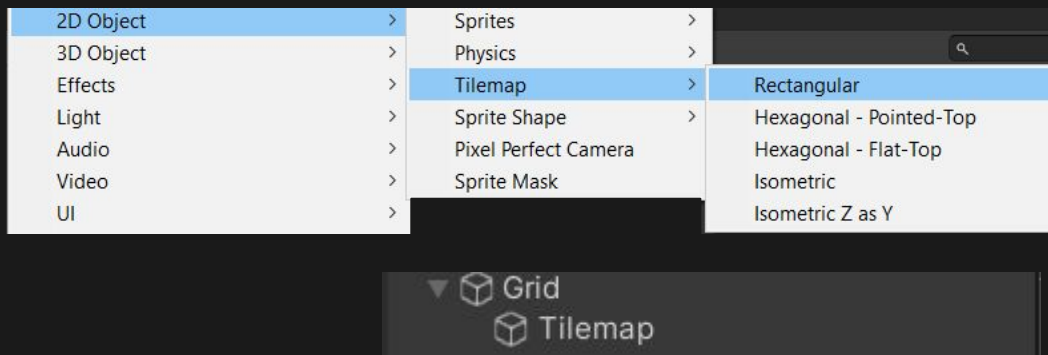 2D Object
3D Object
Effects
Light
Audio
Video
UI
Sprites
Physics
Tilemap
Sprite Shape
Pixel Perfect Camera
Sprite Mask
Rectangular
Hexagonal - Pointed-Top
Hexagonal - Flat-Top
Isometric
Isometric Z as Y
Grid
Tilemap